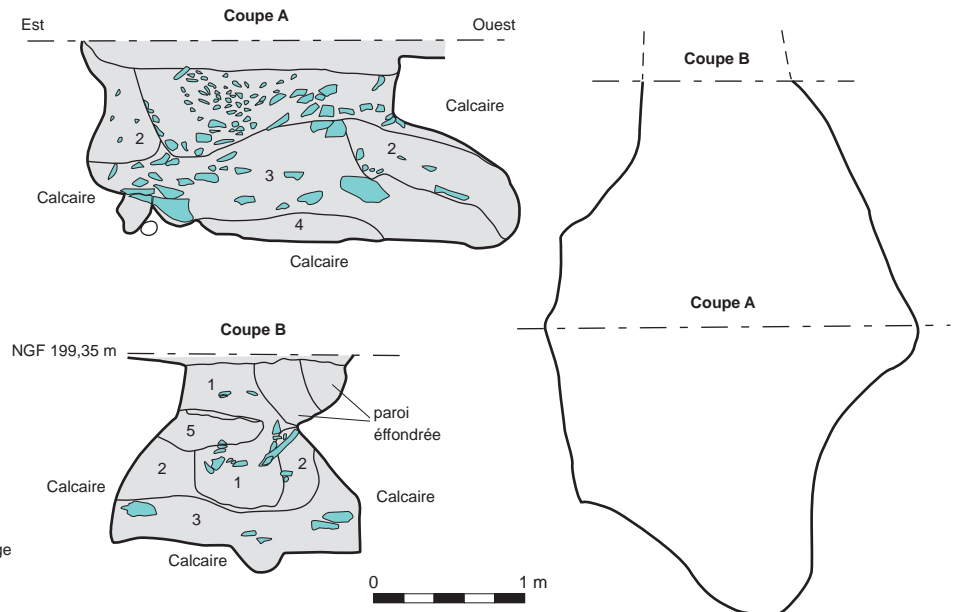 Coupe A
Est
Ouest
Calcaire
2
2
3
4
Calcaire
Calcaire
Coupe B
NGF 199,35 m
1
paroi
éffondrée
5
2
2
1
Calcaire
Calcaire
3
Calcaire
ge
0
1 m
Coupe B
Coupe A